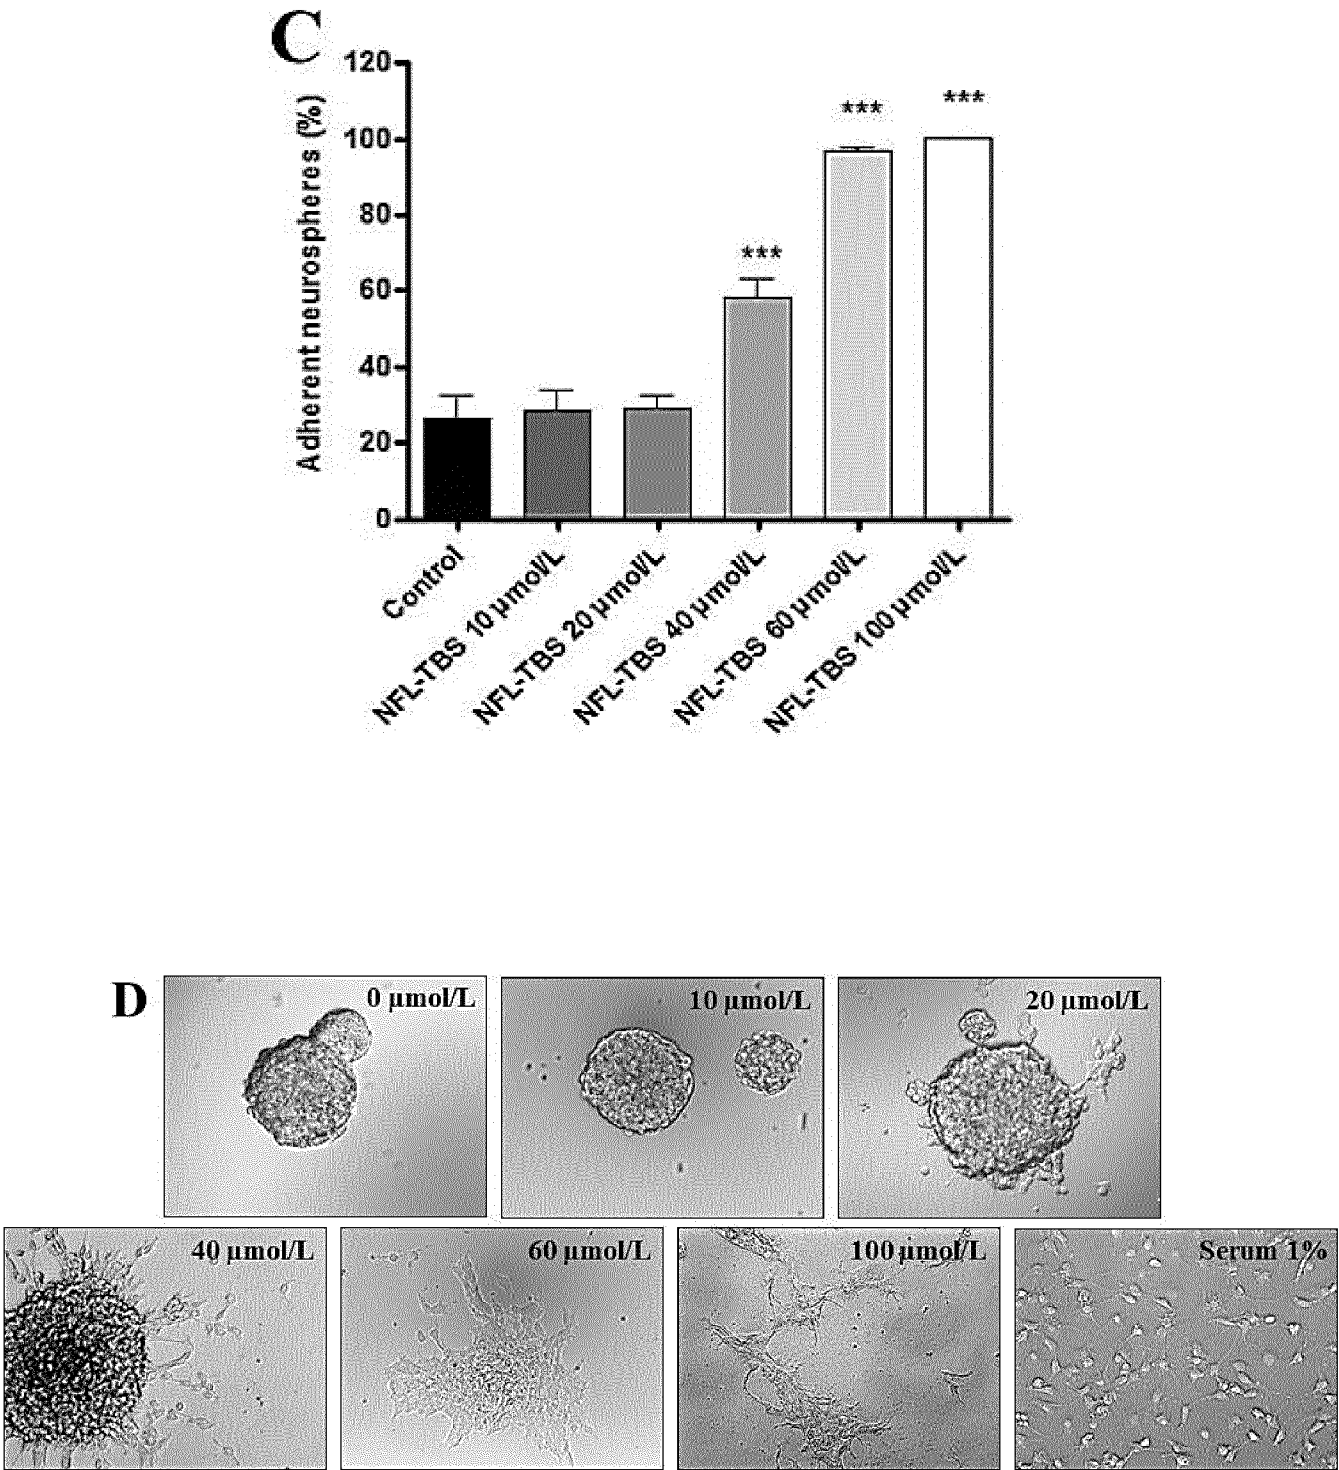 C
Adherent neurospheres (%)
120
100
80
60
40
20
0
***
***
***
Control
NFL-TBS 10 µmol/L
NFL-TBS 20 µmol/L
NFL-TBS 40 µmol/L
NFL-TBS 60 µmol/L
NFL-TBS 100 µmol/L
D
0 µmol/L
10 µmol/L
20 µmol/L
40 µmol/L
60 µmol/L
100 µmol/L
Serum 1%